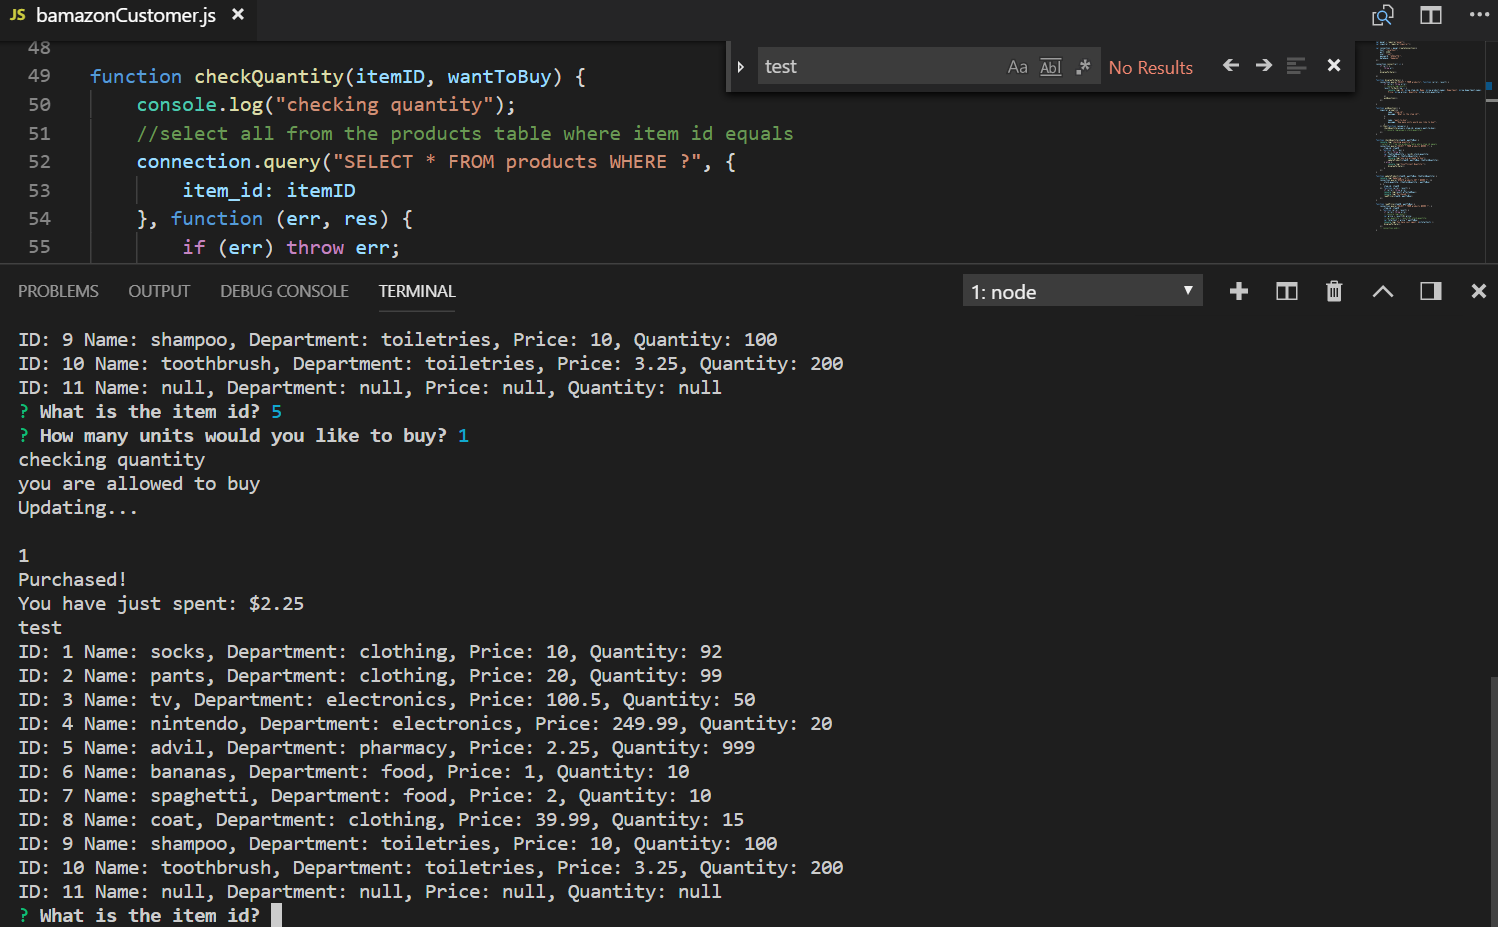 JS bamazonCustomer.js ×
48
49 function checkQuantity(itemID, wantToBuy) {
50 console.log("checking quantity");
51 //select all from the products table where item id equals
52 connection.query("SELECT * FROM products WHERE ?", {
53 item_id: itemID
54 }, function (err, res) {
55 if (err) throw err;
test Aa Abl .* No Results
PROBLEMS OUTPUT DEBUG CONSOLE TERMINAL 1: node
ID: 9 Name: shampoo, Department: toiletries, Price: 10, Quantity: 100
ID: 10 Name: toothbrush, Department: toiletries, Price: 3.25, Quantity: 200
ID: 11 Name: null, Department: null, Price: null, Quantity: null
? What is the item id? 5
? How many units would you like to buy? 1
checking quantity
you are allowed to buy
Updating...
1
Purchased!
You have just spent: $2.25
test
ID: 1 Name: socks, Department: clothing, Price: 10, Quantity: 92
ID: 2 Name: pants, Department: clothing, Price: 20, Quantity: 99
ID: 3 Name: tv, Department: electronics, Price: 100.5, Quantity: 50
ID: 4 Name: nintendo, Department: electronics, Price: 249.99, Quantity: 20
ID: 5 Name: advil, Department: pharmacy, Price: 2.25, Quantity: 999
ID: 6 Name: bananas, Department: food, Price: 1, Quantity: 10
ID: 7 Name: spaghetti, Department: food, Price: 2, Quantity: 10
ID: 8 Name: coat, Department: clothing, Price: 39.99, Quantity: 15
ID: 9 Name: shampoo, Department: toiletries, Price: 10, Quantity: 100
ID: 10 Name: toothbrush, Department: toiletries, Price: 3.25, Quantity: 200
ID: 11 Name: null, Department: null, Price: null, Quantity: null
? What is the item id?